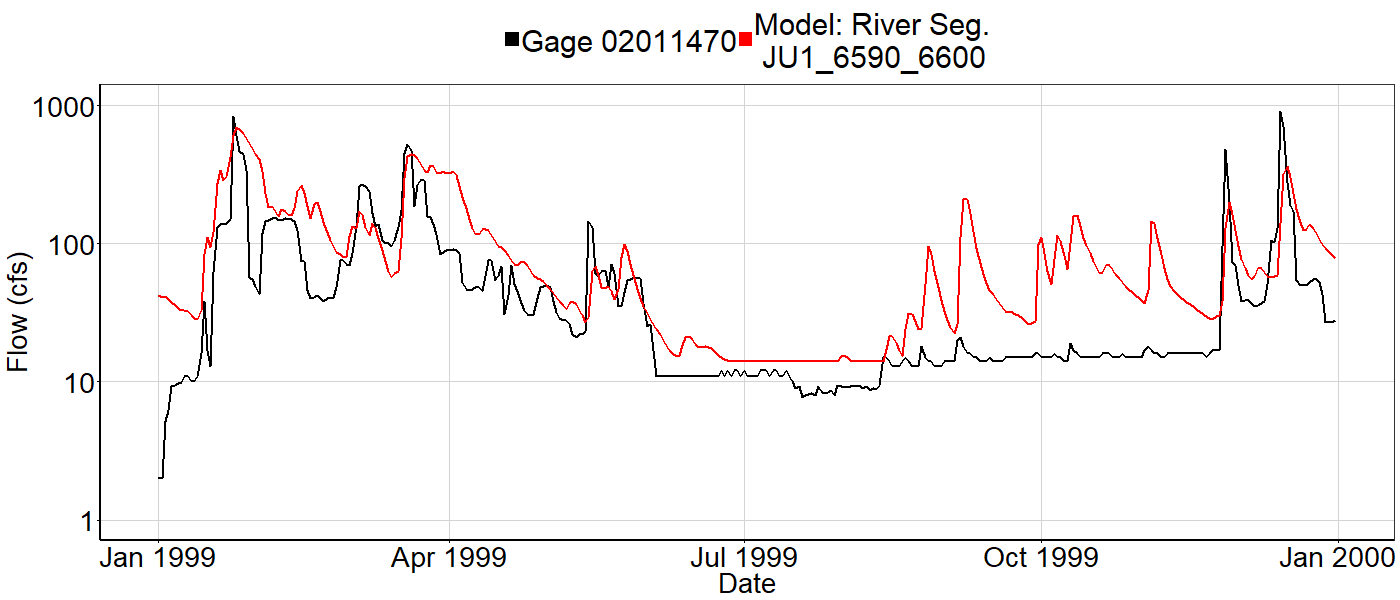 Model: River Seg.
Gage 02011470
JU1_6590_6600
1000
100
10
1
Flow (cfs)
Jan 1999
Apr 1999
Jul 1999
Oct 1999
Jan 2000
Date